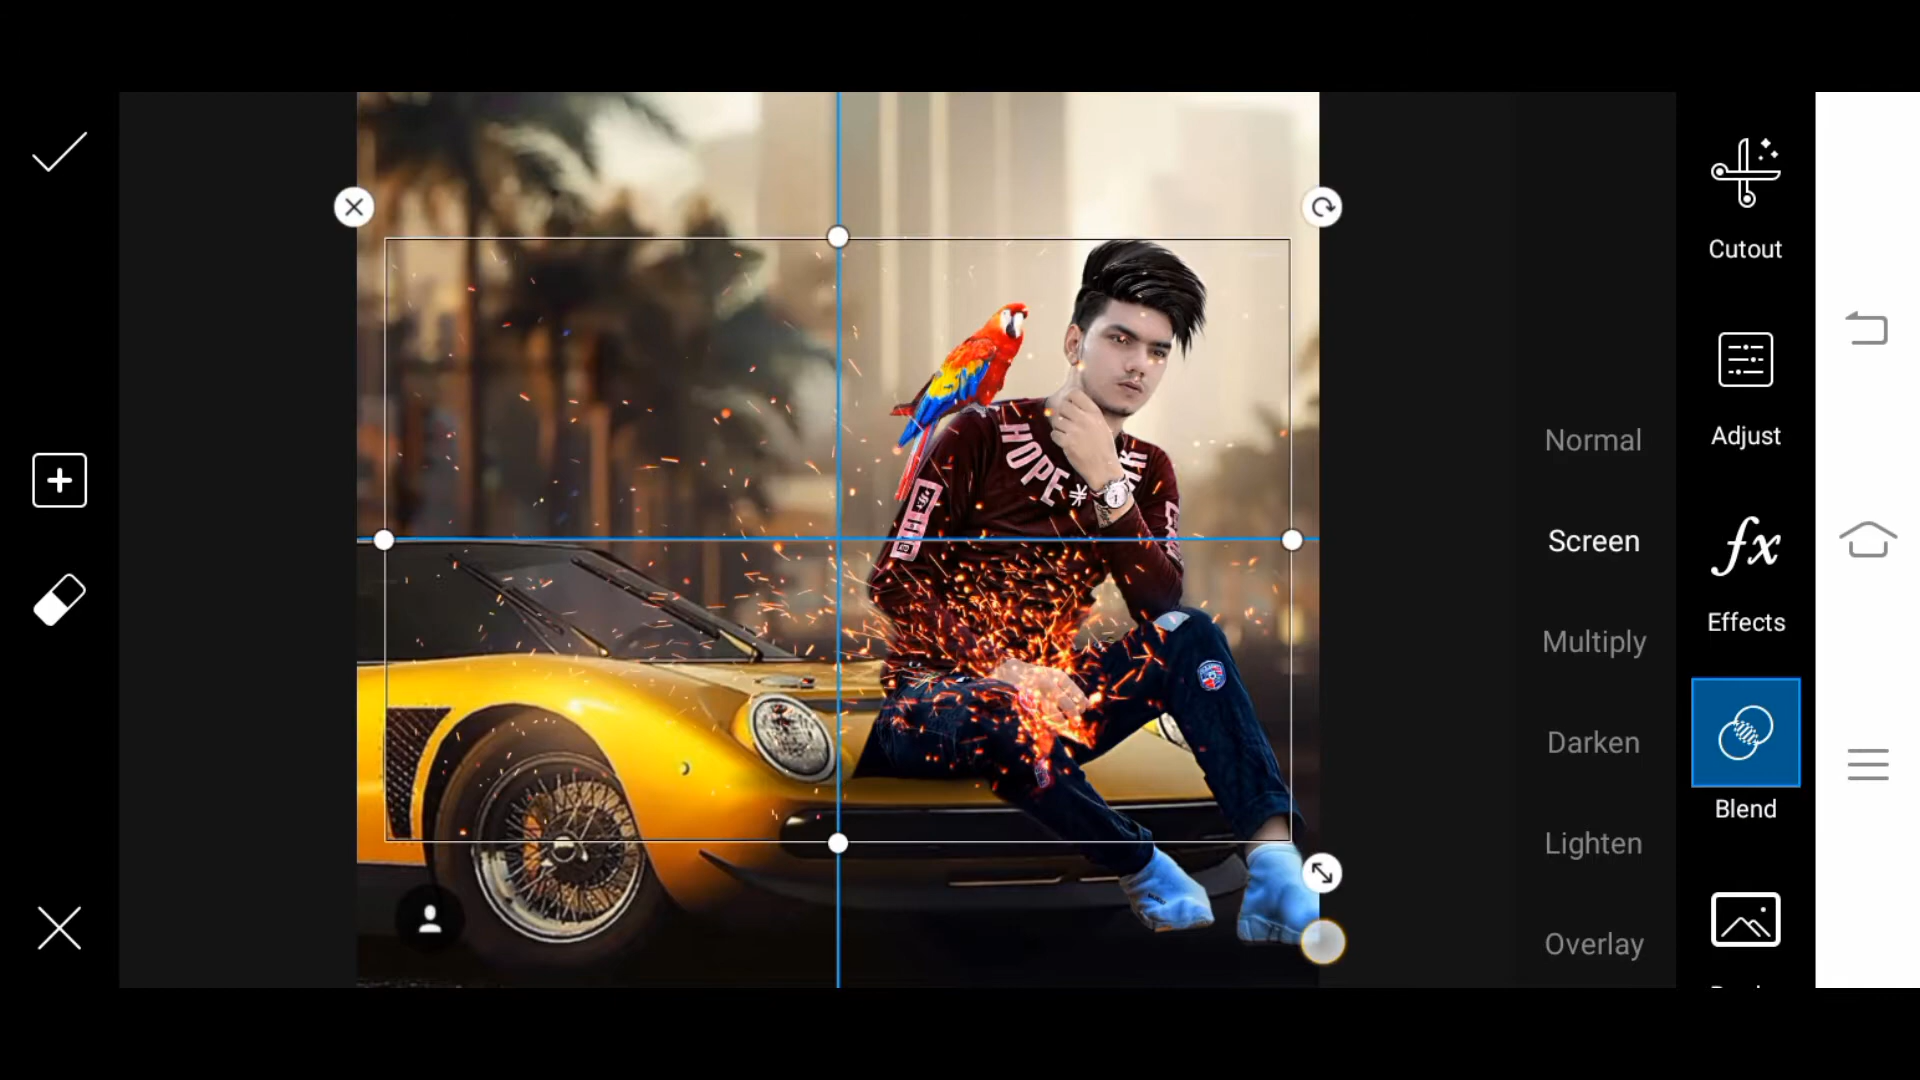 Cutout
Adjust
Effects
Blend
Normal
Screen
Multiply
Darken
Lighten
Overlay
HOPE*